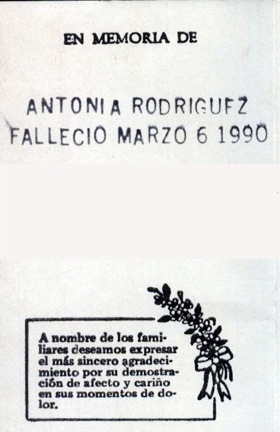 EN MEMORIA DE
ANTONIA RODRIGUEZ
FALLECIO MARZO 6 1990
A nombre de los fami-
liares deseamos expresar
el más sincero agradeci-
miento por su demostra-
ción de afecto y cariño
en sus momentos de do-
lor.